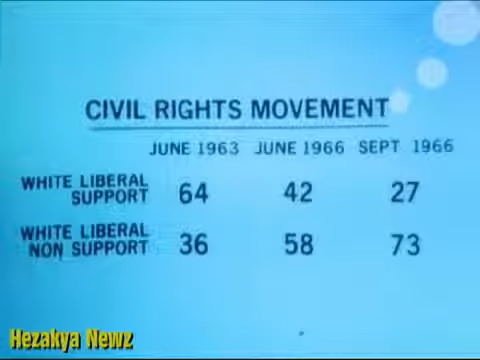 CIVIL RIGHTS MOVEMENT
JUNE 1963 JUNE 1966 SEPT 1966
WHITE LIBERAL
SUPPORT 64 42 27
WHITE LIBERAL
NON SUPPORT 36 58 73
Hezakya Newz